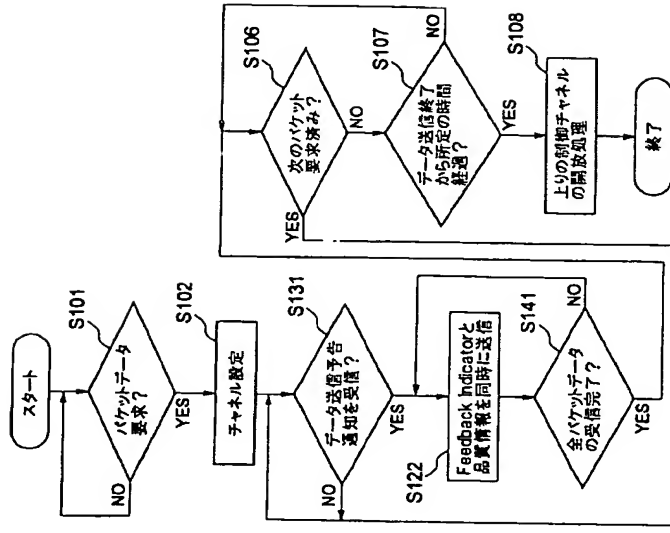 スタート
S101
パケットデータ
要求？
NO
YES
S102
チャネル設定
S131
データ送信予告
通知を受信？
NO
YES
S122
Feedback Indicatorと
品質情報を同時に送信
S141
全パケットデータ
の受信完了？
NO
YES
S106
次のパケット
要求済み？
YES
NO
S107
データ送信終了
から所定の時間
経過？
NO
YES
S108
上りの制御チャネル
の開放処理
終了